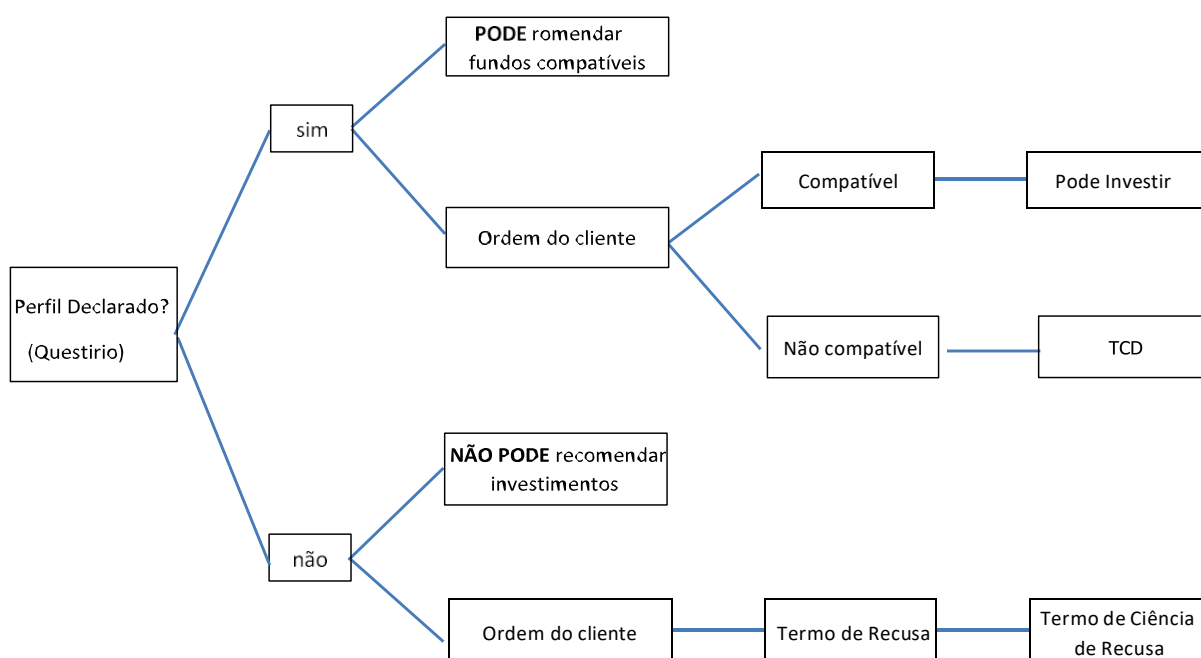 PODE romendar
fundos compatíveis
sim
Compatível
Pode Investir
Ordem do cliente
Perfil Declarado?
(Questirio)
Não compatível
TCD
NÃO PODE recomendar
investimentos
não
Ordem do cliente
Termo de Recusa
Termo de Ciência
de Recusa